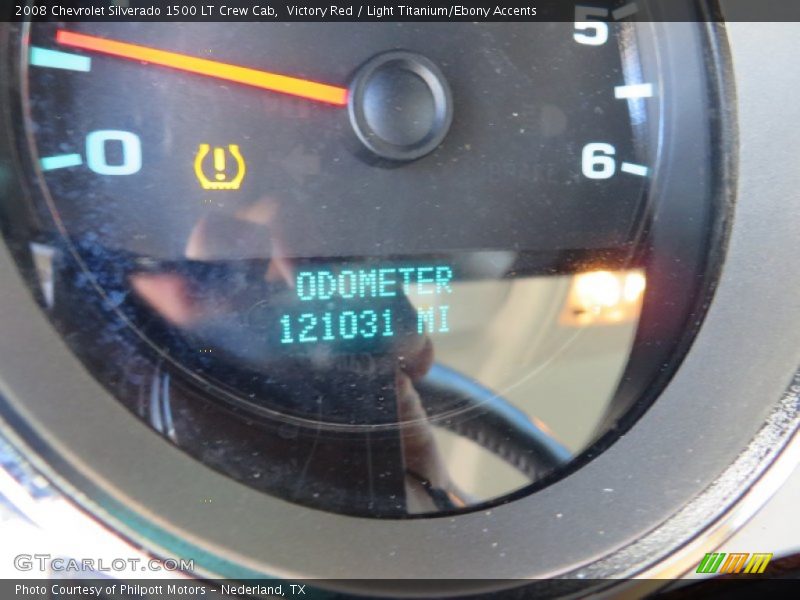 2008 Chevrolet Silverado 1500 LT Crew Cab,  Victory Red / Light Titanium/Ebony Accents
5
0
6
ODOMETER
121031 MI
GTCARLOT.COM
Photo Courtesy of Philpott Motors – Nederland, TX